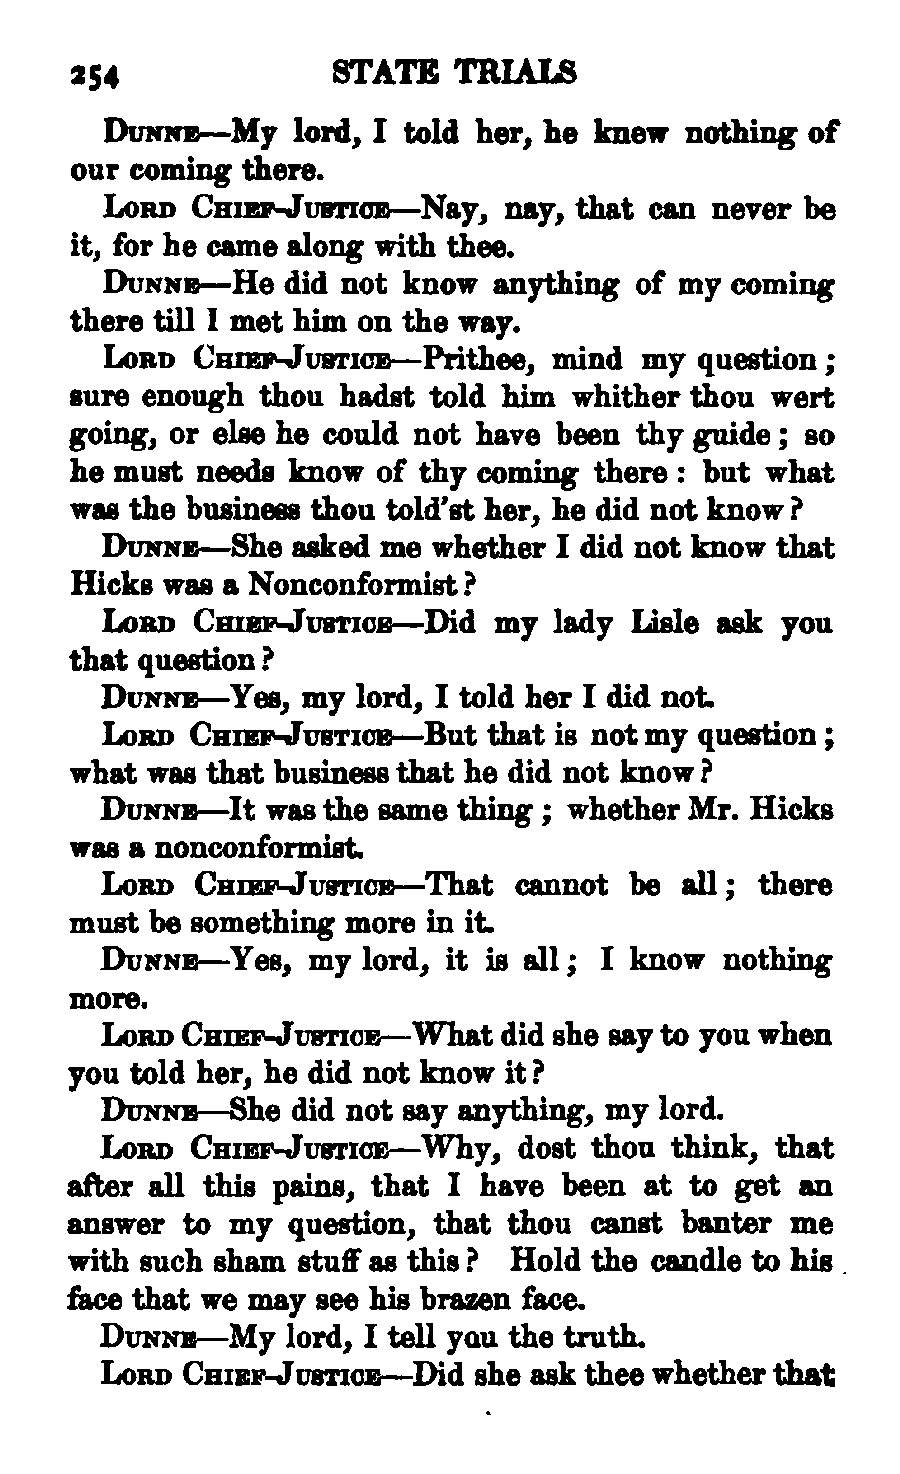 254 STATE TRIALS
Dunne—My lord, I told her, he knew nothing of
our coming there.
Lord Chief-Justice—Nay, nay, that can never be
it, for he came along with thee.
Dunne—He did not know anything of my coming
there till I met him on the way.
Lord Chief-Justice—Prithee, mind my question;
sure enough thou hadst told him whither thou wert
going, or else he could not have been thy guide; so
he must needs know of thy coming there: but what
was the business thou told'st her, he did not know?
Dunne—She asked me whether I did not know that
Hicks was a Nonconformist?
Lord Chief-Justice—Did my lady Lisle ask you
that question?
Dunne—Yes, my lord, I told her I did not.
Lord Chief-Justice—But that is not my question;
what was that business that he did not know?
Dunne—It was the same thing; whether Mr. Hicks
was a nonconformist.
Lord Chief-Justice—That cannot be all; there
must be something more in it.
Dunne—Yes, my lord, it is all; I know nothing
more.
Lord Chief-Justice—What did she say to you when
you told her, he did not know it?
Dunne—She did not say anything, my lord.
Lord Chief-Justice—Why, dost thou think, that
after all this pains, that I have been at to get an
answer to my question, that thou canst banter me
with such sham stuff as this? Hold the candle to his
face that we may see his brazen face.
Dunne—My lord, I tell you the truth.
Lord Chief-Justice—Did she ask thee whether that